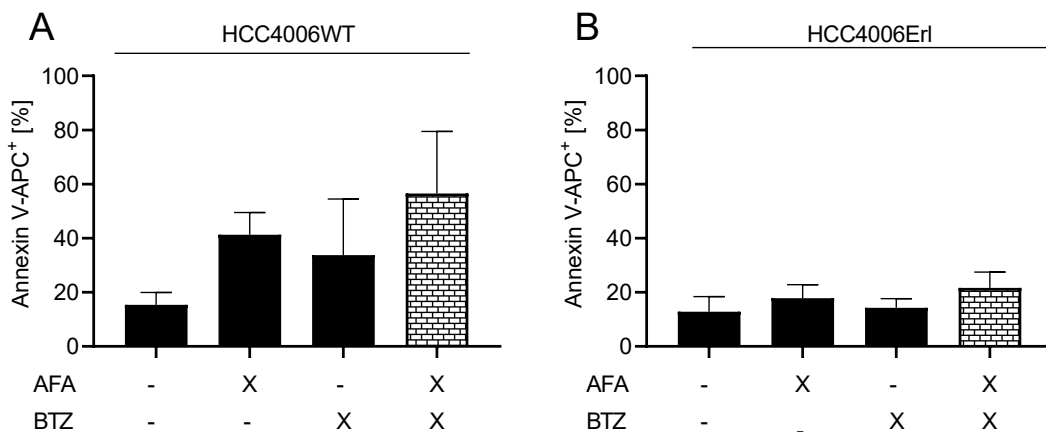 A
HCC4006WT
Annexin V-APC+ [%]
100
80
60
40
20
0
AFA - X - X
BTZ - - X X
B
HCC4006Erl
Annexin V-APC+ [%]
100
80
60
40
20
0
AFA - X - X
BTZ - - X X